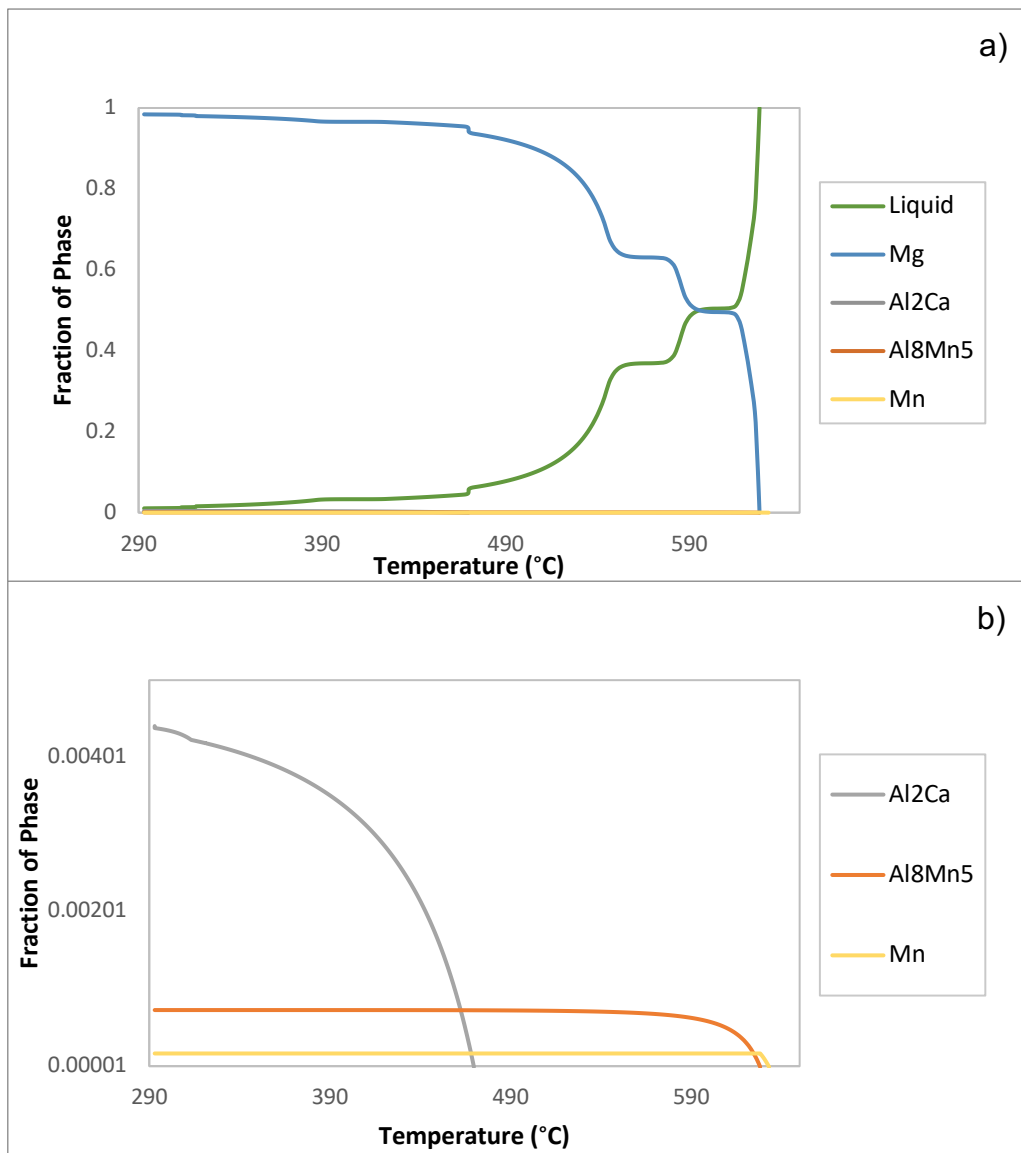 a)
1
0.8
0.6
0.4
0.2
0
Fraction of Phase
290 390 490 590
Temperature (°C)
Liquid
Mg
Al2Ca
Al8Mn5
Mn
b)
0.00401
0.00201
0.00001
Fraction of Phase
290 390 490 590
Temperature (°C)
Al2Ca
Al8Mn5
Mn